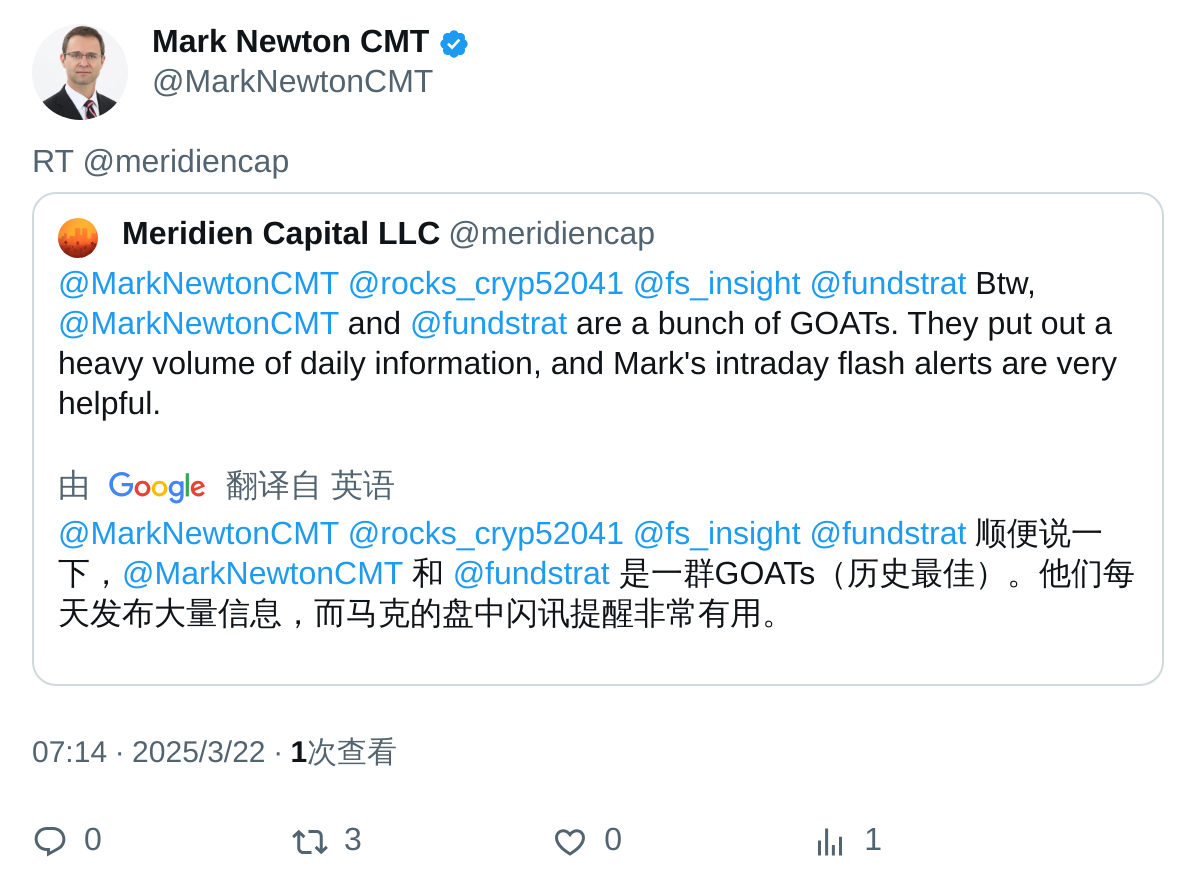 Mark Newton CMT
@MarkNewtonCMT
RT @meridiencap
Meridien Capital LLC @meridiencap
@MarkNewtonCMT @rocks_cryp52041 @fs_insight @fundstrat Btw,
@MarkNewtonCMT and @fundstrat are a bunch of GOATs. They put out a
heavy volume of daily information, and Mark's intraday flash alerts are very
helpful.
由 Google 翻译自 英语
@MarkNewtonCMT @rocks_cryp52041 @fs_insight @fundstrat 顺便说一
下，@MarkNewtonCMT 和 @fundstrat 是一群GOATs（历史最佳）。他们每
天发布大量信息，而马克的盘中闪讯提醒非常有用。
07:14 · 2025/3/22 · 1次查看
0 3 0 1